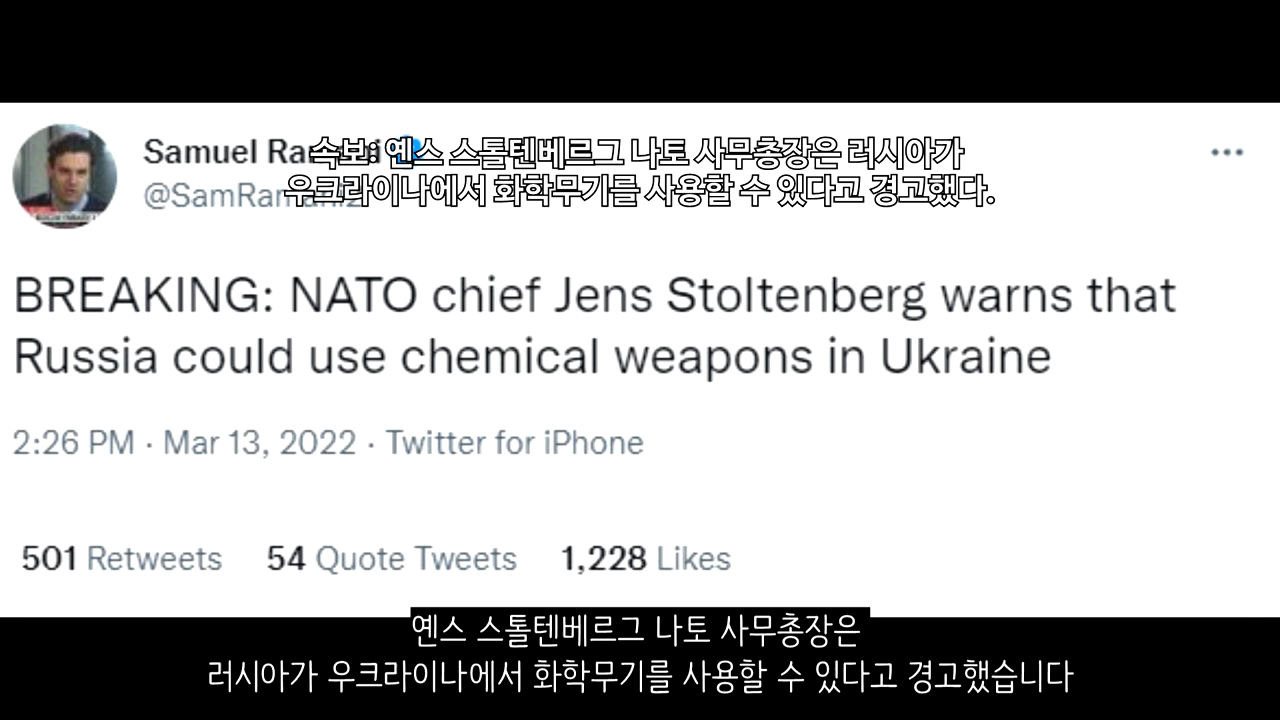 Samuel
속보: 옌스 스톨텐베르그 나토 사무총장은 러시아가
우크라이나에서 화학무기를 사용할 수 있다고 경고했다.
BREAKING: NATO chief Jens Stoltenberg warns that
Russia could use chemical weapons in Ukraine
2:26 PM · Mar 13, 2022 · Twitter for iPhone
501 Retweets 54 Quote Tweets 1,228 Likes
옌스 스톨텐베르그 나토 사무총장은
러시아가 우크라이나에서 화학무기를 사용할 수 있다고 경고했습니다